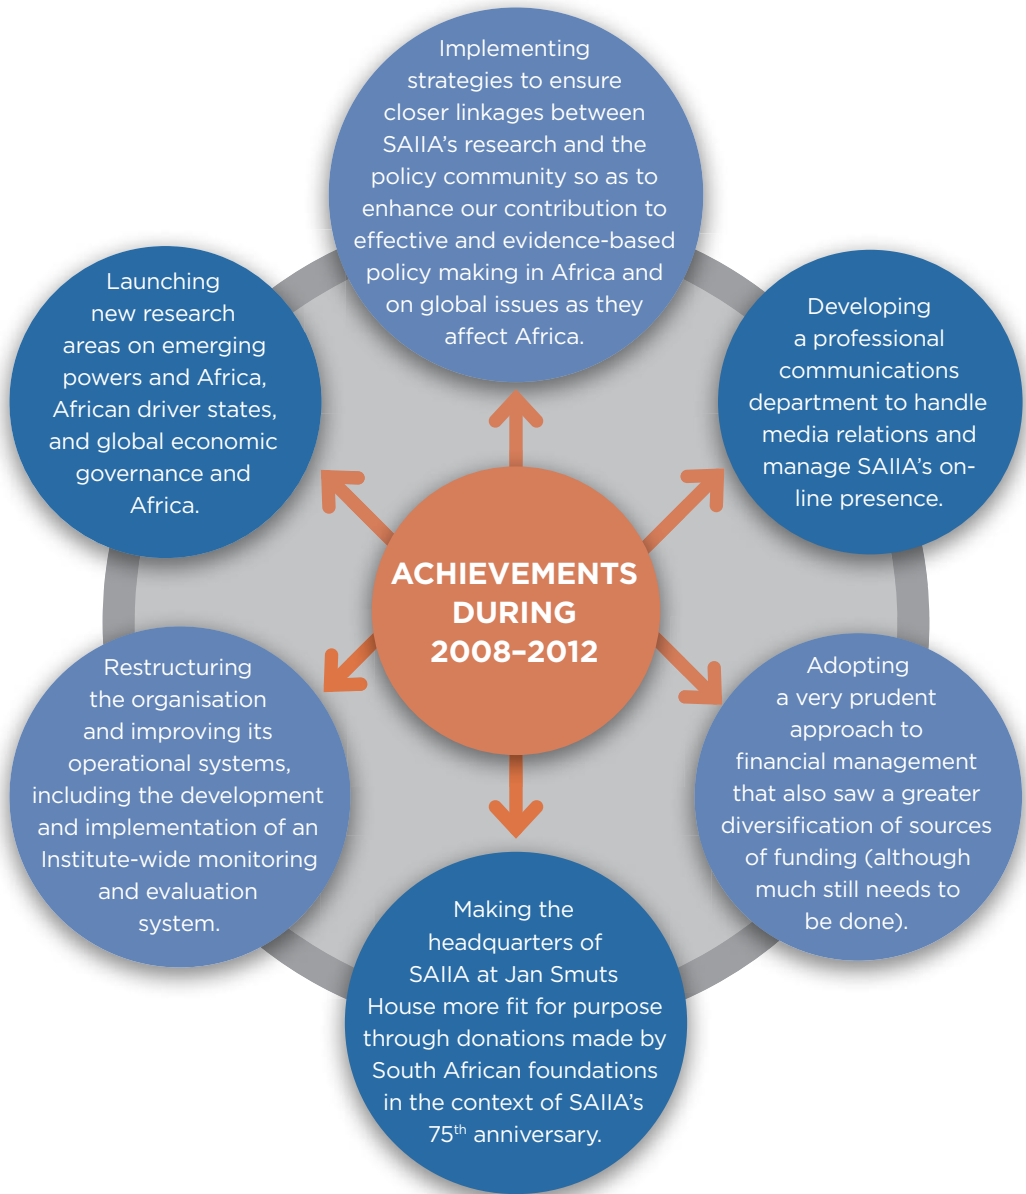 Implementing
strategies to ensure
closer linkages between
SAIIA's research and the
policy community so as to
enhance our contribution to
effective and evidence-based
policy making in Africa and
on global issues as they
affect Africa.
Launching
new research
areas on emerging
powers and Africa,
African driver states,
and global economic
governance and
Africa.
Developing
a professional
communications
department to handle
media relations and
manage SAIIA's on-
line presence.
ACHIEVEMENTS
DURING
2008–2012
Restructuring
the organisation
and improving its
operational systems,
including the development
and implementation of an
Institute-wide monitoring
and evaluation
system.
Adopting
a very prudent
approach to
financial management
that also saw a greater
diversification of sources
of funding (although
much still needs to
be done).
Making the
headquarters of
SAIIA at Jan Smuts
House more fit for purpose
through donations made by
South African foundations
in the context of SAIIA's
75th anniversary.